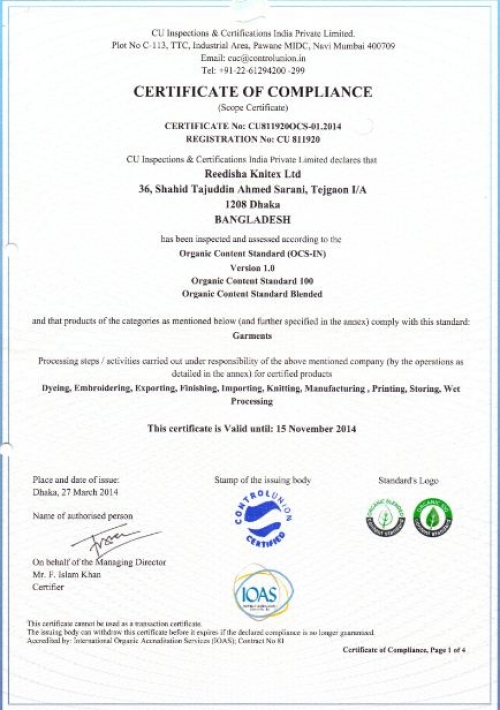 CU Inspections & Certifications India Private Limited.
Plot No C-113, TTC, Industrial Area, Pawane MIDC, Navi Mumbai 400709
Email: cuc@controlunion.in
Tel: +91-22-61294200 -299
CERTIFICATE OF COMPLIANCE
(Scope Certificate)
CERTIFICATE No: CU811920OCS-01.2014
REGISTRATION No: CU 811920
CU Inspections & Certifications India Private Limited declares that
Reedisha Knitex Ltd
36, Shahid Tajuddin Ahmed Sarani, Tejgaon I/A
1208 Dhaka
BANGLADESH
has been inspected and assessed according to the
Organic Content Standard (OCS-IN)
Version 1.0
Organic Content Standard 100
Organic Content Standard Blended
and that products of the categories as mentioned below (and further specified in the annex) comply with this standard:
Garments
Processing steps / activities carried out under responsibility of the above mentioned company (by the operations as
detailed in the annex) for certified products
Dyeing, Embroidering, Exporting, Finishing, Importing, Knitting, Manufacturing , Printing, Storing, Wet
Processing
This certificate is Valid until: 15 November 2014
Place and date of issue:
Dhaka, 27 March 2014
Stamp of the issuing body
Standard's Logo
Name of authorised person
CONTROLUNION
CERTIFIED
ORGANIC BLENDED
CONTENT STANDARD
ORGANIC 100
CONTENT STANDARD
On behalf of the Managing Director
Mr. F. Islam Khan
Certifier
IOAS
This certificate cannot be used as a transaction certificate.
The issuing body can withdraw this certificate before it expires if the declared compliance is no longer guaranteed.
Accredited by: International Organic Accreditation Services (IOAS); Contract No 81
Certificate of Compliance, Page 1 of 4